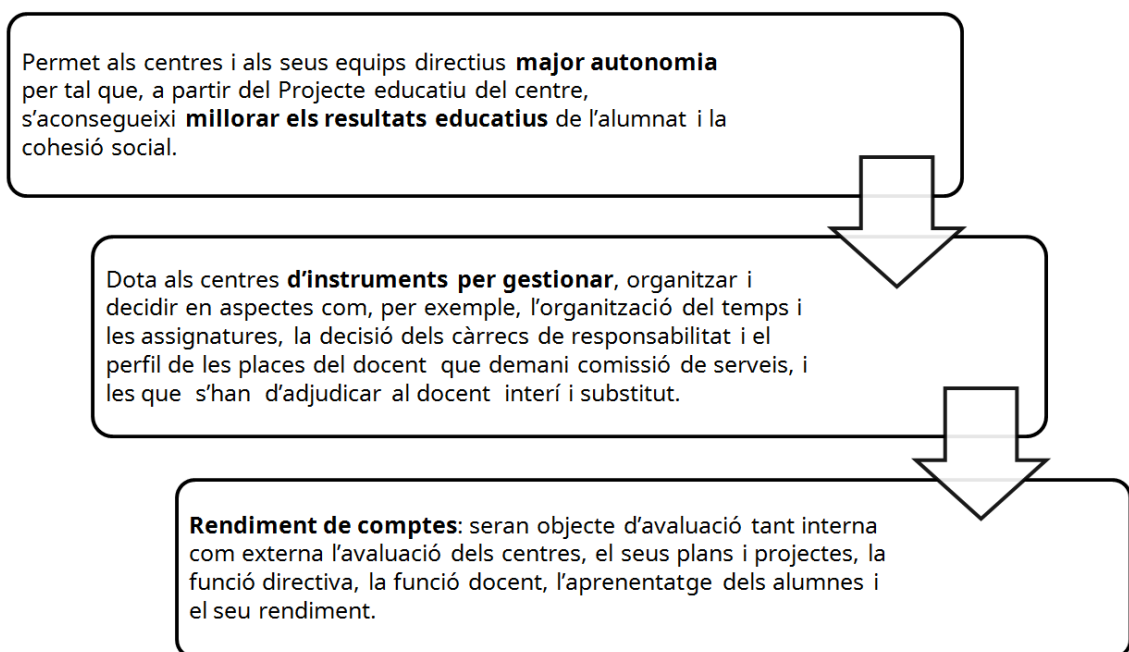 Permet als centres i als seus equips directius major autonomia
per tal que, a partir del Projecte educatiu del centre,
s’aconsegueixi millorar els resultats educatius de l’alumnat i la
cohesió social.
Dota als centres d’instruments per gestionar, organitzar i
decidir en aspectes com, per exemple, l’organització del temps i
les assignatures, la decisió dels càrrecs de responsabilitat i el
perfil de les places del docent que demani comissió de serveis, i
les que s’han d’adjudicar al docent interí i substitut.
Rendiment de comptes: seran objecte d’avaluació tant interna
com externa l’avaluació dels centres, el seus plans i projectes, la
funció directiva, la funció docent, l’aprenentatge dels alumnes i
el seu rendiment.